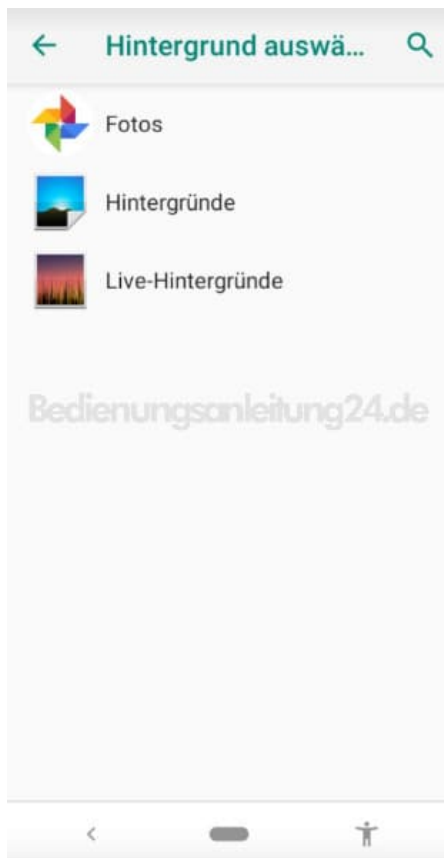 Hintergrund auswä...
Fotos
Hintergründe
Live-Hintergründe
Bedienungsanleitung24.de